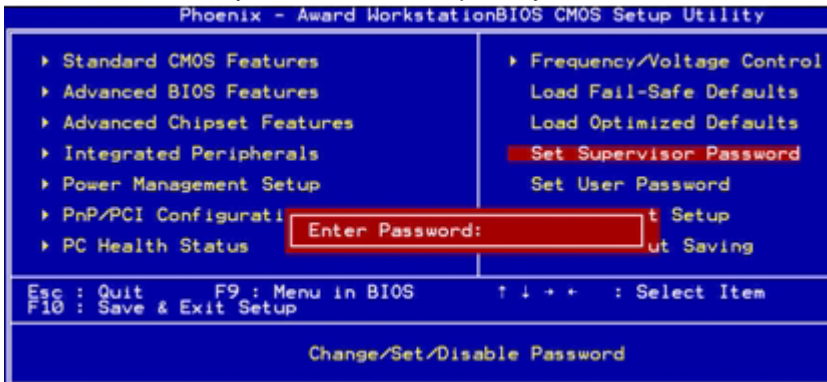 Phoenix - Award WorkstationBIOS CMOS Setup Utility
▸ Standard CMOS Features
▸ Advanced BIOS Features
▸ Advanced Chipset Features
▸ Integrated Peripherals
▸ Power Management Setup
▸ PnP/PCI Configurati
▸ PC Health Status
▸ Frequency/Voltage Control
Load Fail-Safe Defaults
Load Optimized Defaults
Set Supervisor Password
Set User Password
t Setup
ut Saving
Enter Password:
Esc : Quit F9 : Menu in BIOS ↑ ↓ → ← : Select Item
F10 : Save & Exit Setup
Change/Set/Disable Password